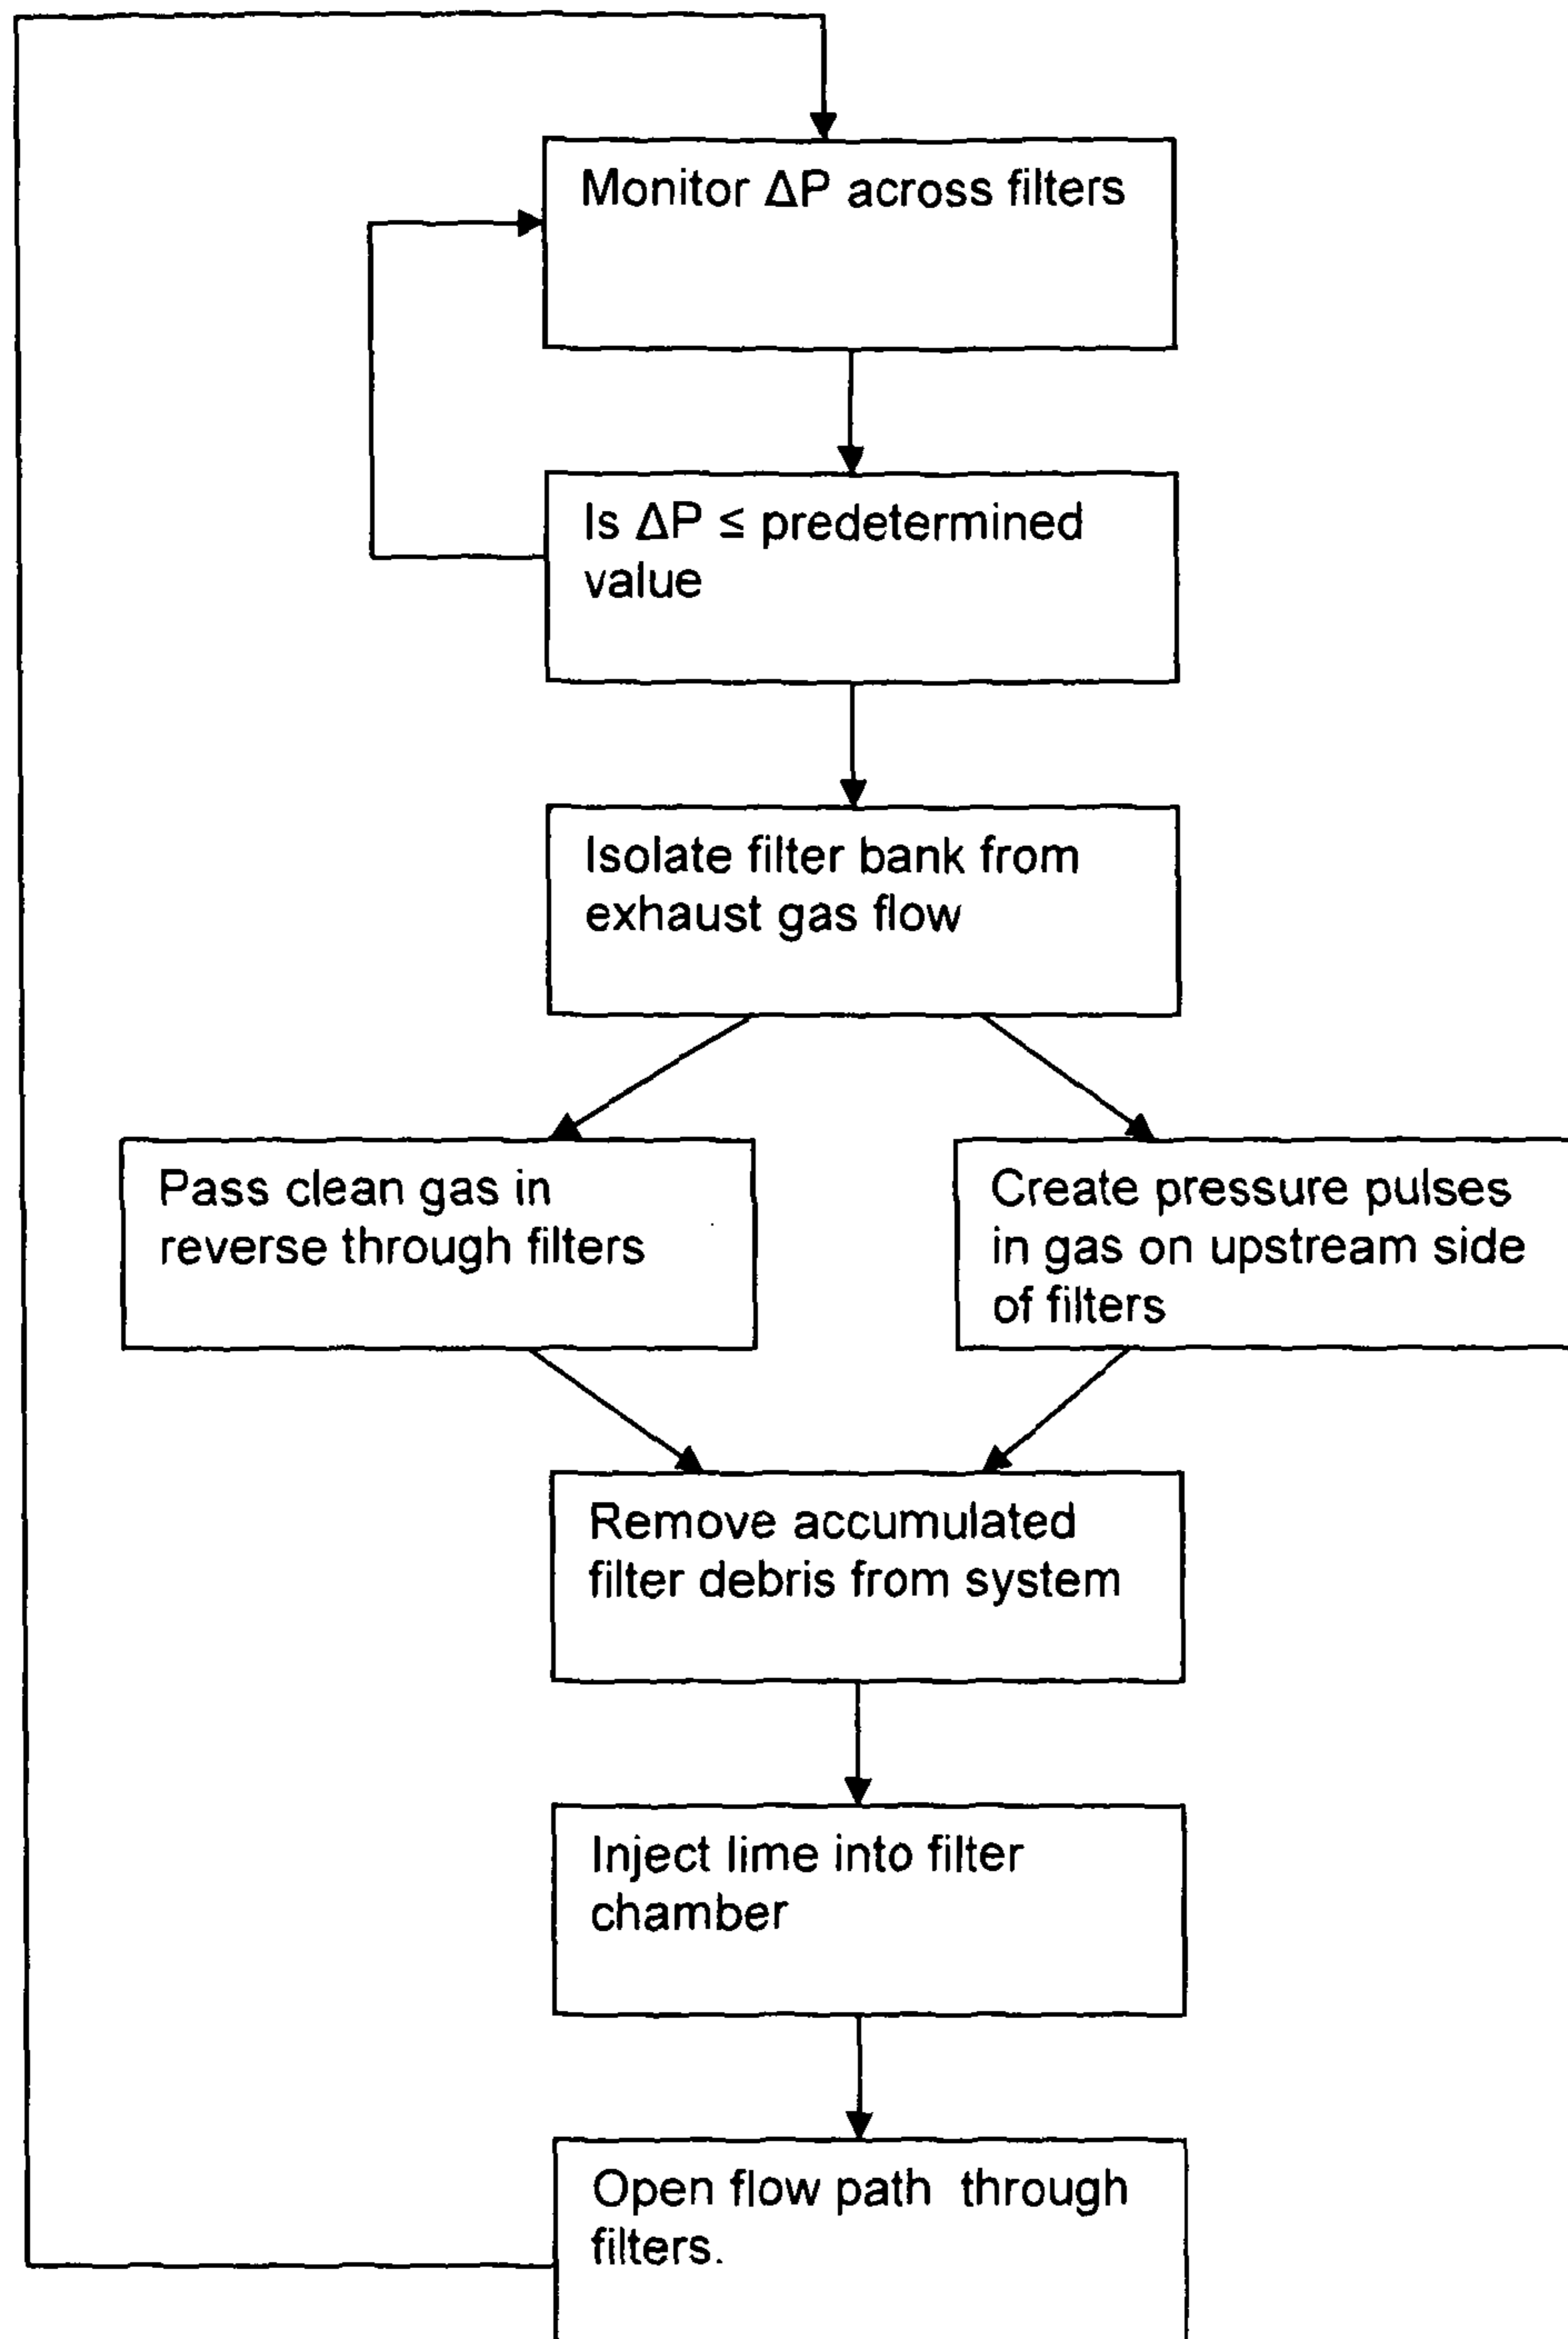 Monitor ΔP across filters
Is ΔP ≤ predetermined
value
Isolate filter bank from
exhaust gas flow
Pass clean gas in
reverse through filters
Create pressure pulses
in gas on upstream side
of filters
Remove accumulated
filter debris from system
Inject lime into filter
chamber
Open flow path through
filters.